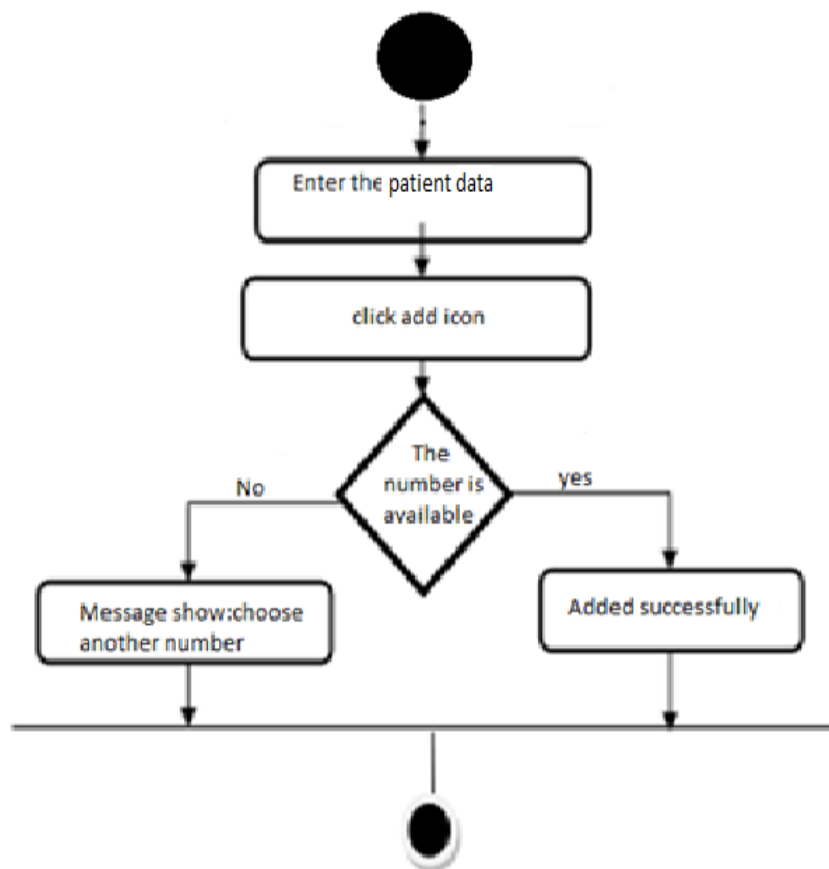 Enter the patient data
click add icon
The
number is
available
No
yes
Message show:choose
another number
Added successfully